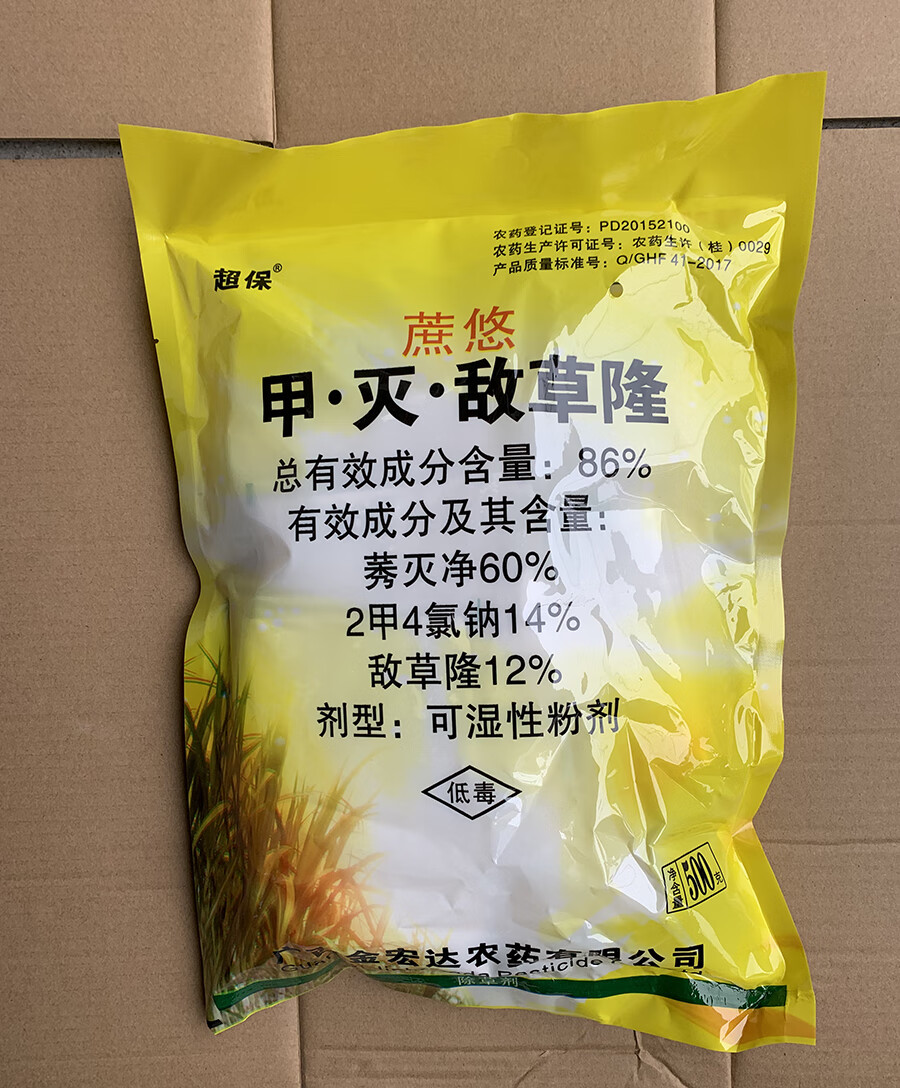 农药登记证号：PD20152100
农药生产许可证号：农药生许（桂）0029
产品质量标准号：Q/GHF 41-2017
超保®
蔗悠
甲·灭·敌草隆
总有效成分含量：86%
有效成分及其含量：
莠灭净60%
2甲4氯钠14%
敌草隆12%
剂型：可湿性粉剂
低毒
净含量
500克
金宏达农药有限公司
Pesticide
除草剂